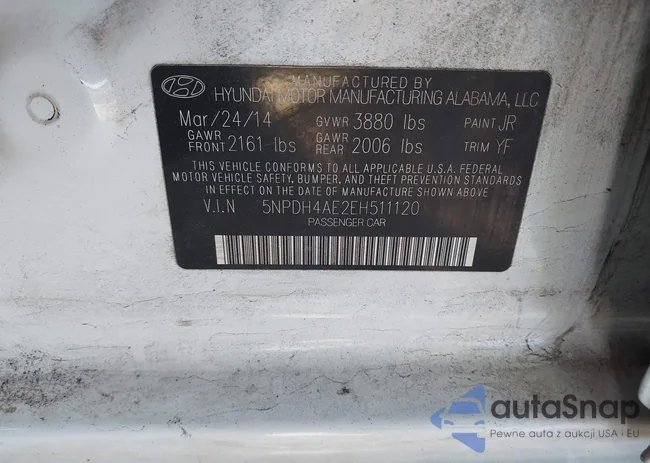 MANUFACTURED BY
HYUNDAI MOTOR MANUFACTURING ALABAMA, LLC
Mar/24/14 GVWR 3880 lbs PAINT JR
GAWR FRONT 2161 lbs GAWR REAR 2006 lbs TRIM YF
THIS VEHICLE CONFORMS TO ALL APPLICABLE U.S.A. FEDERAL
MOTOR VEHICLE SAFETY, BUMPER, AND THEFT PREVENTION STANDARDS
IN EFFECT ON THE DATE OF MANUFACTURE SHOWN ABOVE
V.I.N 5NPDH4AE2EH511120
PASSENGER CAR
autaSnap
Pewne auta z aukcji USA i EU